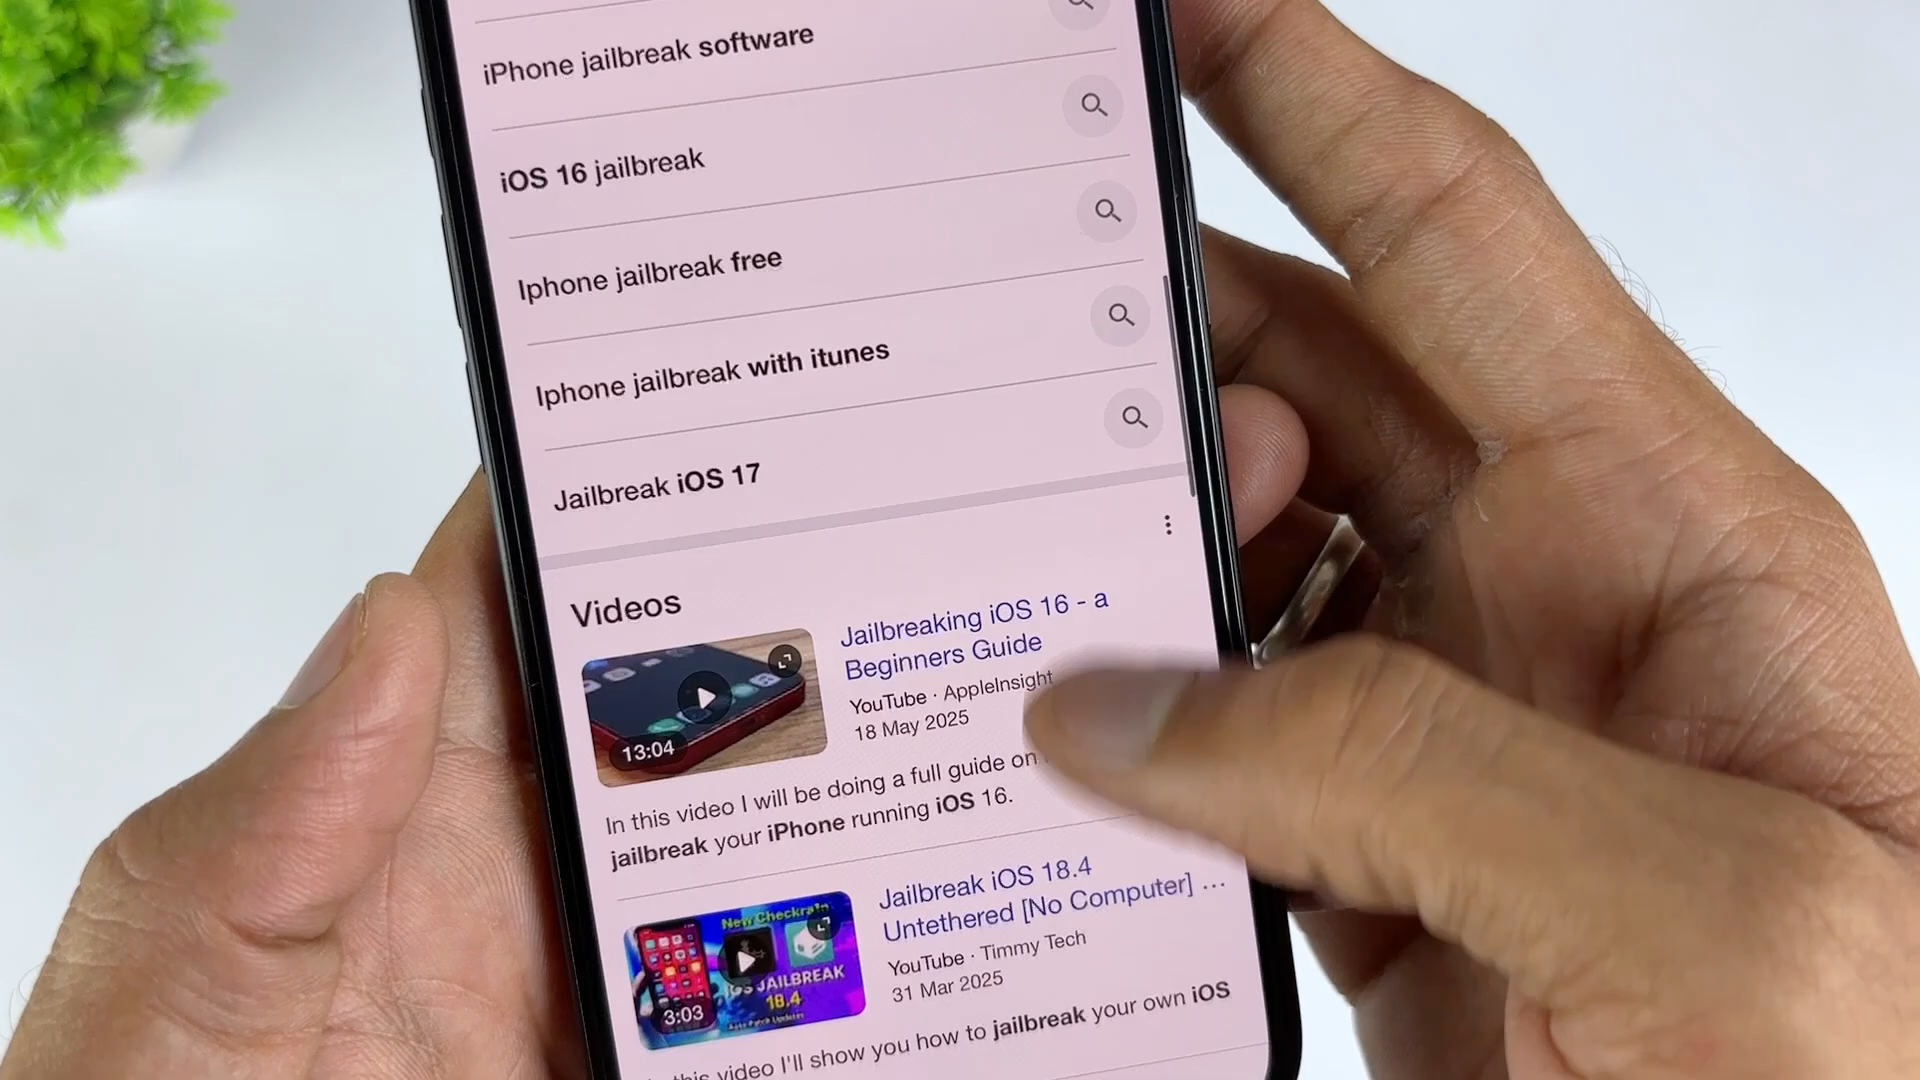 iPhone jailbreak software
iOS 16 jailbreak
Iphone jailbreak free
Iphone jailbreak with itunes
Jailbreak iOS 17
Videos
Jailbreaking iOS 16 - a
Beginners Guide
YouTube · AppleInsight
18 May 2025
13:04
In this video I will be doing a full guide on
jailbreak your iPhone running iOS 16.
Jailbreak iOS 18.4
Untethered [No Computer] ...
YouTube · Timmy Tech
31 Mar 2025
New Checkra1n
iOS JAILBREAK
18.4
3:03
this video I'll show you how to jailbreak your own iOS